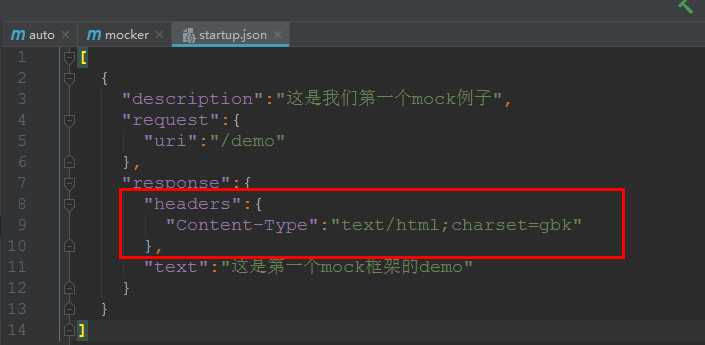 auto mocker startup.json
1 [
2 {
3 "description":"这是我们第一个mock例子",
4 "request":{
5 "uri":"/demo"
6 },
7 "response":{
8 "headers":{
9 "Content-Type":"text/html;charset=gbk"
10 },
11 "text":"这是第一个mock框架的demo"
12 }
13 }
14 ]